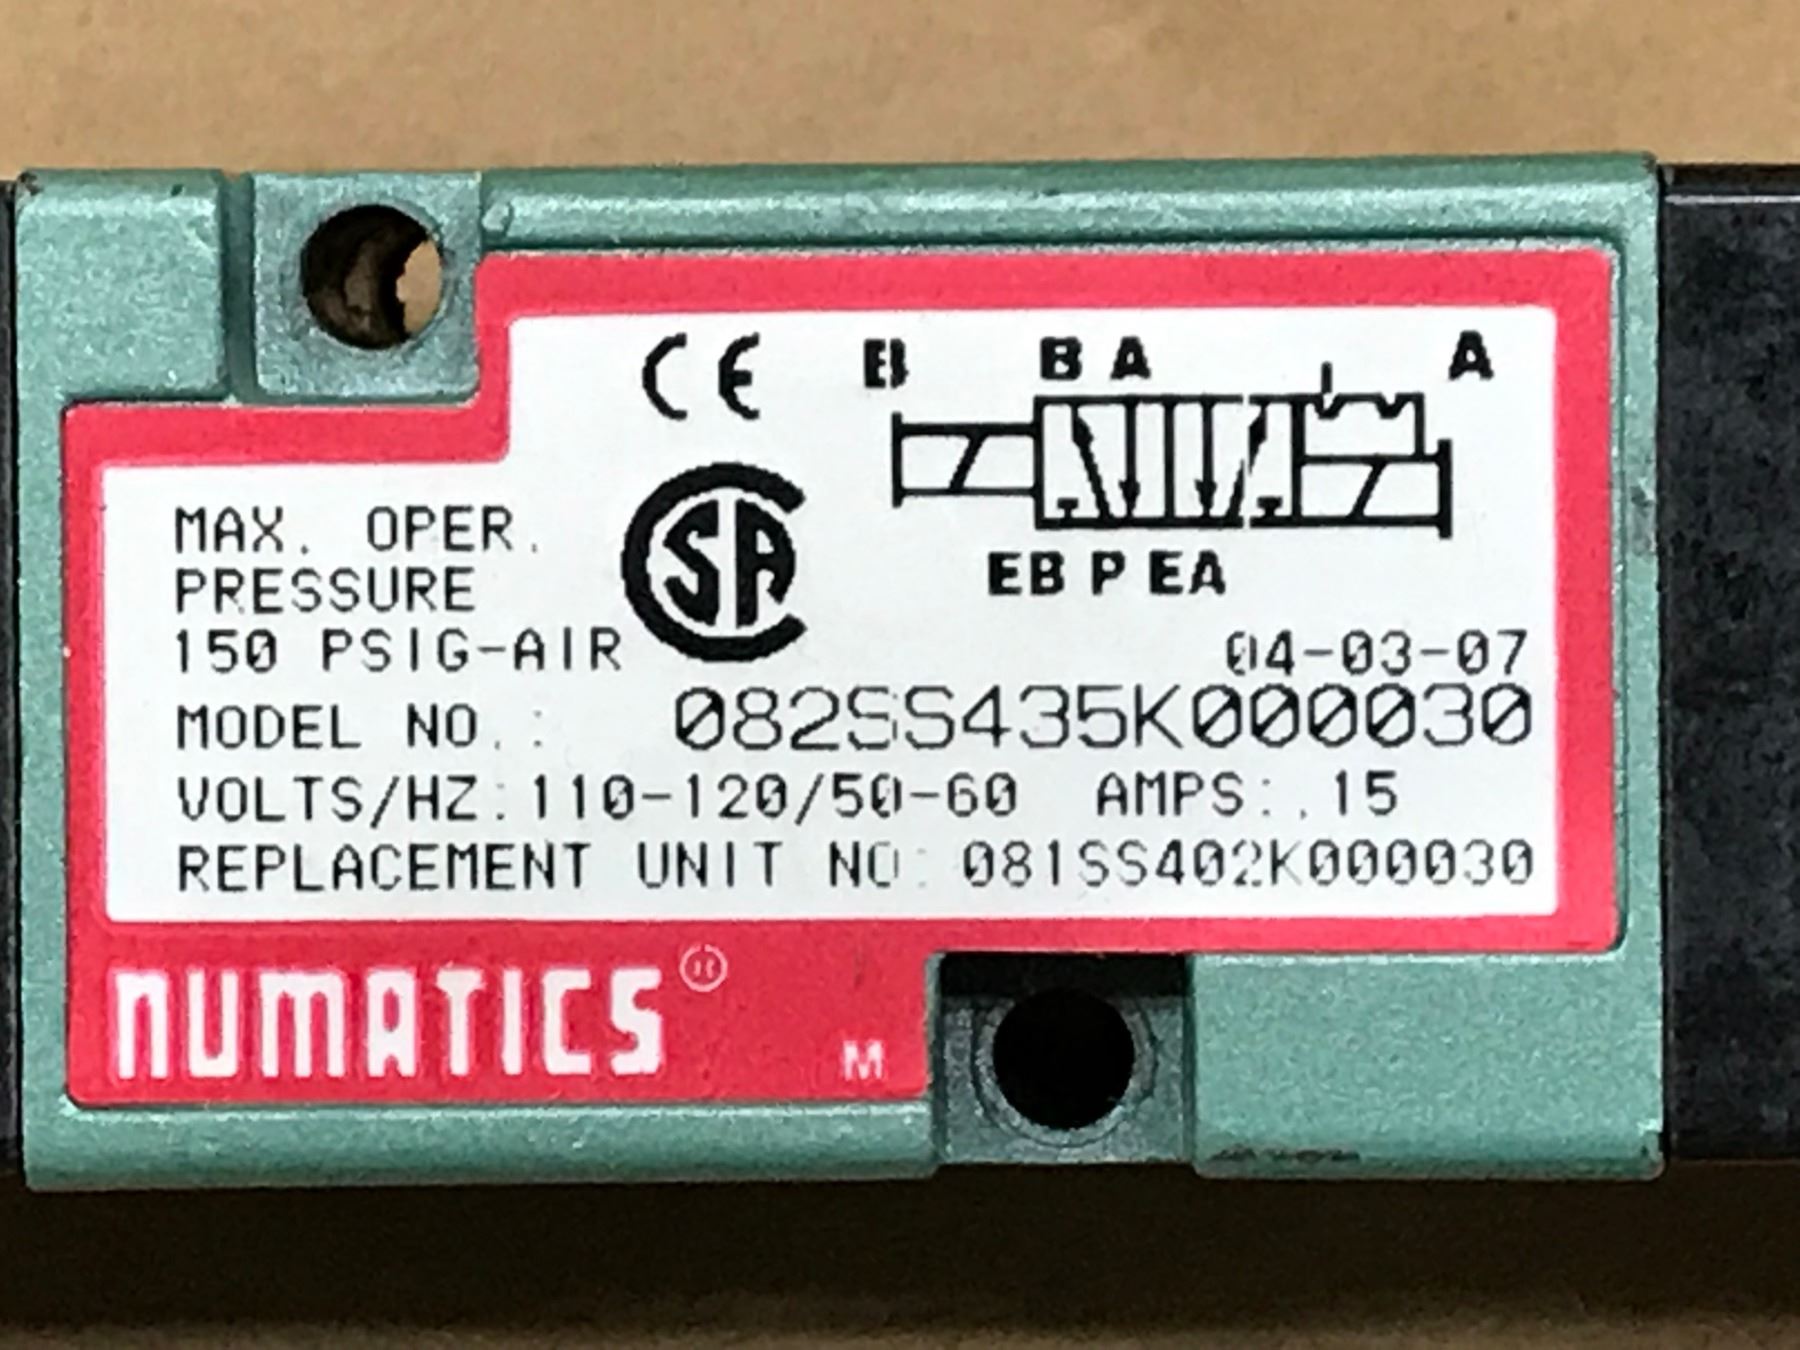 CE
B B A A
CSA
EB P EA
MAX. OPER.
PRESSURE
150 PSIG-AIR
04-03-07
MODEL NO.: 082SS435K000030
VOLTS/HZ:110-120/50-60 AMPS: .15
REPLACEMENT UNIT NO: 081SS402K000030
NUMATICS®
M